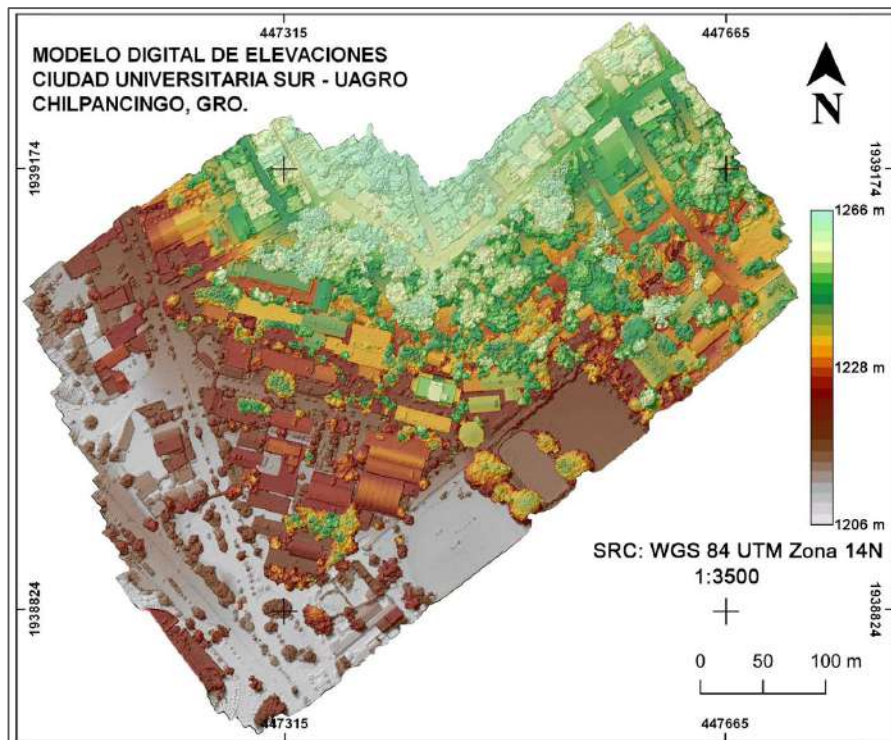 447315
447665
MODELO DIGITAL DE ELEVACIONES
CIUDAD UNIVERSITARIA SUR - UAGRO
CHILPANCINGO, GRO.
N
1939174
1939174
1266 m
1228 m
1206 m
SRC: WGS 84 UTM Zona 14N
1:3500
1938824
1938824
0 50 100 m
447315
447665